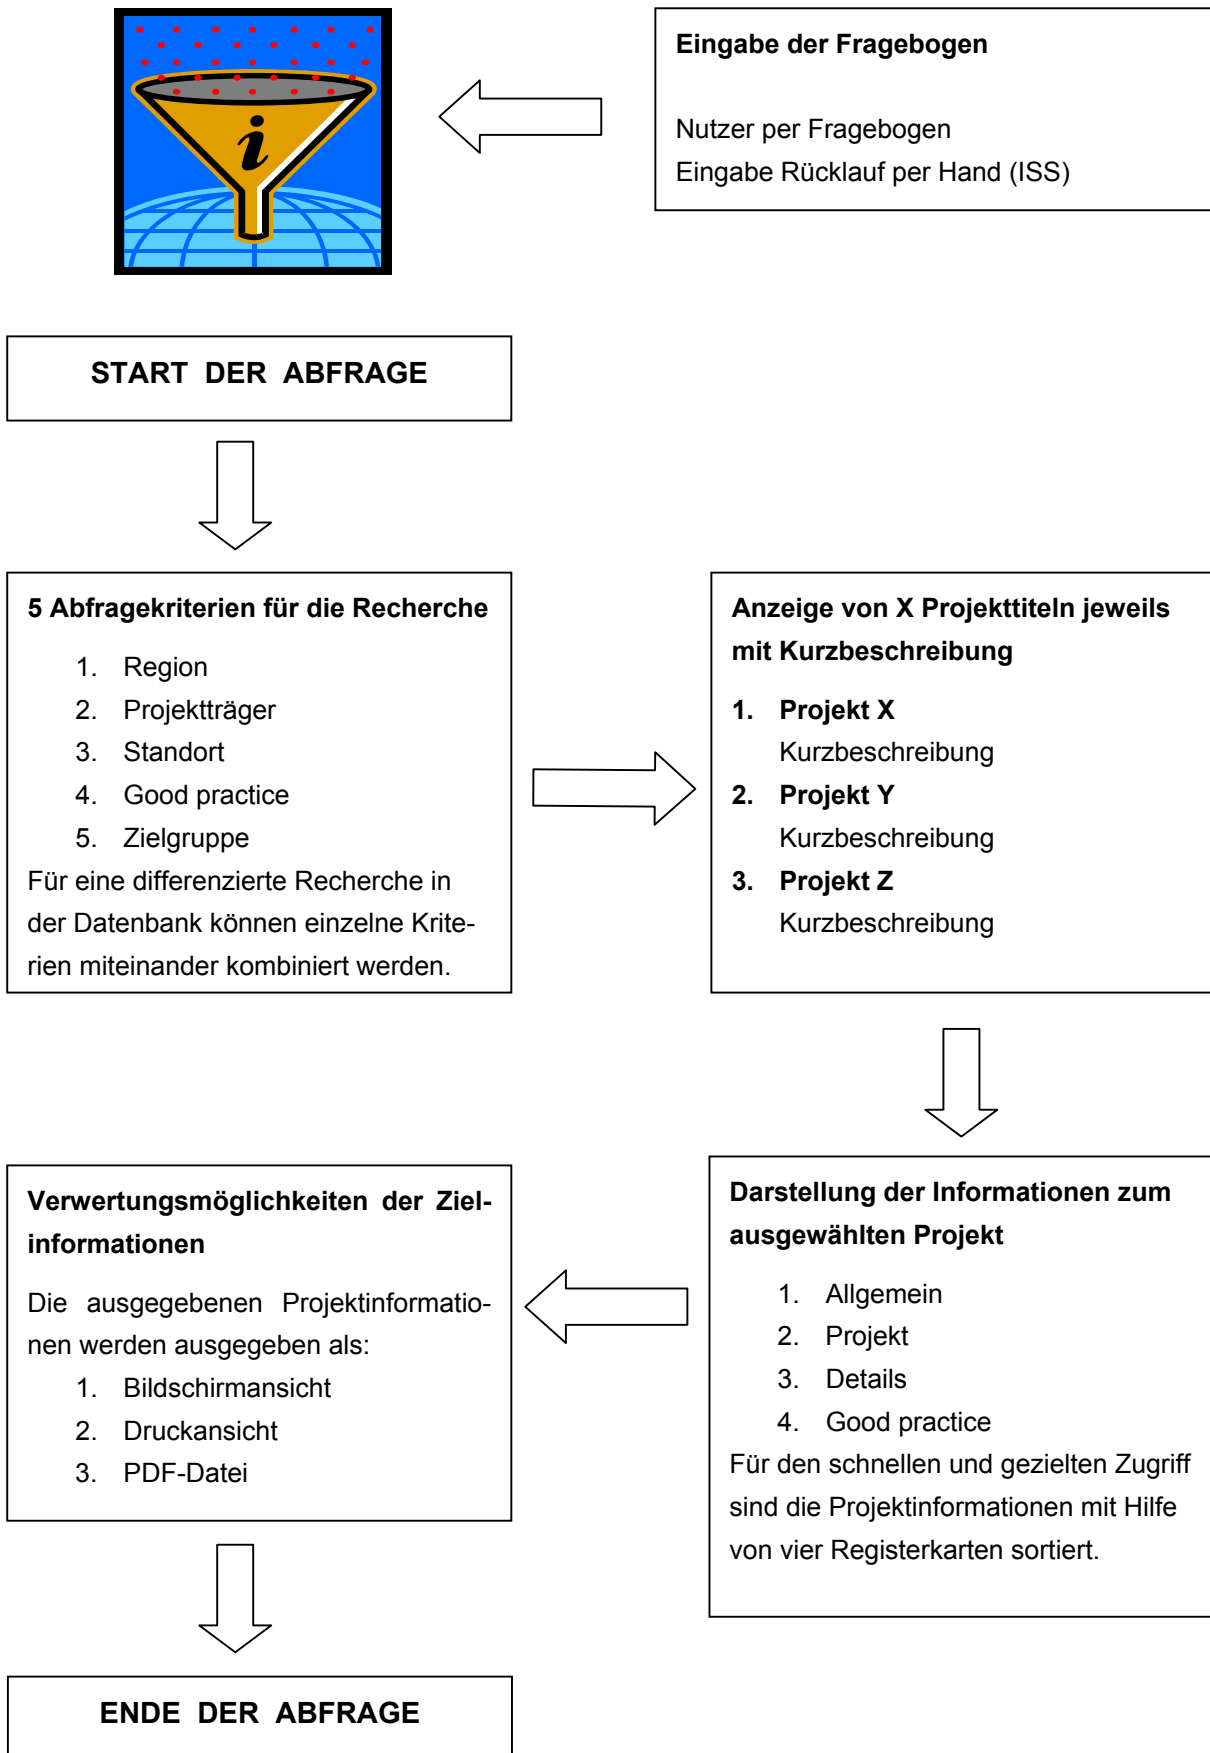 i
Eingabe der Fragebogen
Nutzer per Fragebogen
Eingabe Rücklauf per Hand (ISS)
START DER ABFRAGE
5 Abfragekriterien für die Recherche
1. Region
2. Projektträger
3. Standort
4. Good practice
5. Zielgruppe
Für eine differenzierte Recherche in
der Datenbank können einzelne Krite-
rien miteinander kombiniert werden.
Anzeige von X Projekttiteln jeweils
mit Kurzbeschreibung
1. Projekt X
Kurzbeschreibung
2. Projekt Y
Kurzbeschreibung
3. Projekt Z
Kurzbeschreibung
Darstellung der Informationen zum
ausgewählten Projekt
1. Allgemein
2. Projekt
3. Details
4. Good practice
Für den schnellen und gezielten Zugriff
sind die Projektinformationen mit Hilfe
von vier Registerkarten sortiert.
Verwertungsmöglichkeiten der Ziel-
informationen
Die ausgegebenen Projektinformatio-
nen werden ausgegeben als:
1. Bildschirmansicht
2. Druckansicht
3. PDF-Datei
ENDE DER ABFRAGE